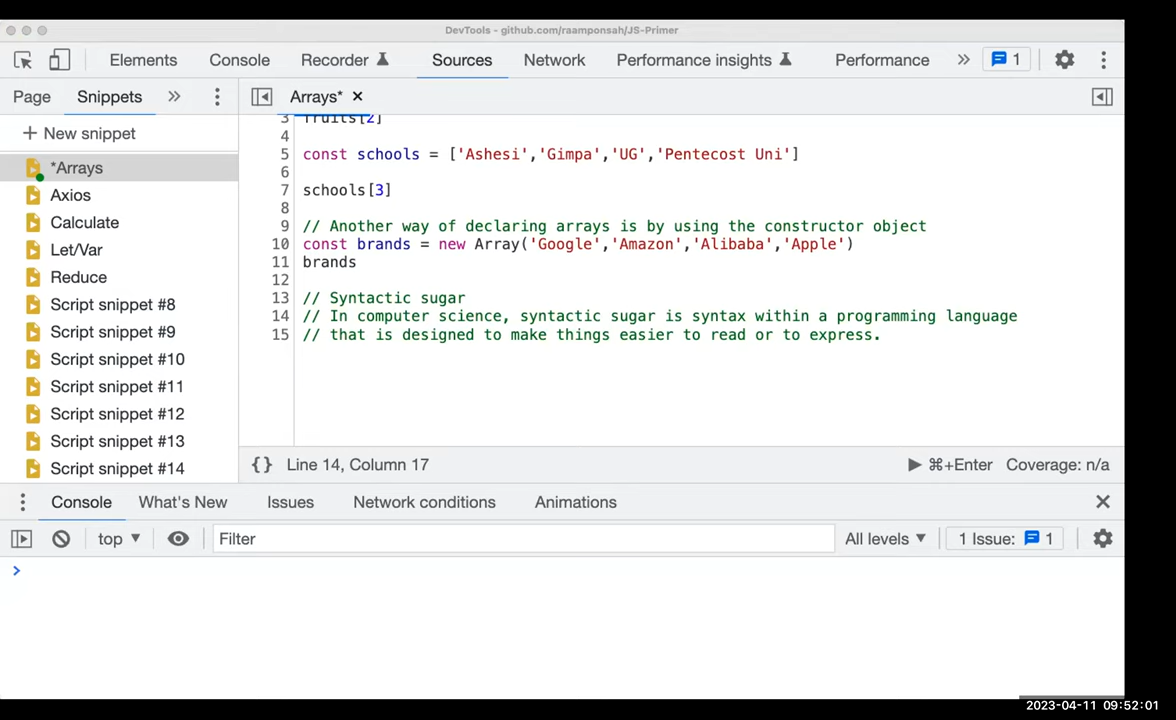 DevTools - github.com/raamponsah/JS-Primer
Elements Console Recorder Sources Network Performance insights Performance » 1
Page Snippets » Arrays* ×
+ New snippet
*Arrays
Axios
Calculate
Let/Var
Reduce
Script snippet #8
Script snippet #9
Script snippet #10
Script snippet #11
Script snippet #12
Script snippet #13
Script snippet #14
3 fruits[2]
4
5 const schools = ['Ashesi','Gimpa','UG','Pentecost Uni']
6
7 schools[3]
8
9 // Another way of declaring arrays is by using the constructor object
10 const brands = new Array('Google','Amazon','Alibaba','Apple')
11 brands
12
13 // Syntactic sugar
14 // In computer science, syntactic sugar is syntax within a programming language
15 // that is designed to make things easier to read or to express.
{} Line 14, Column 17 ⌘+Enter Coverage: n/a
Console What's New Issues Network conditions Animations ×
top ▼ Filter All levels ▼ 1 Issue: 1
>
2023-04-11 09:52:01